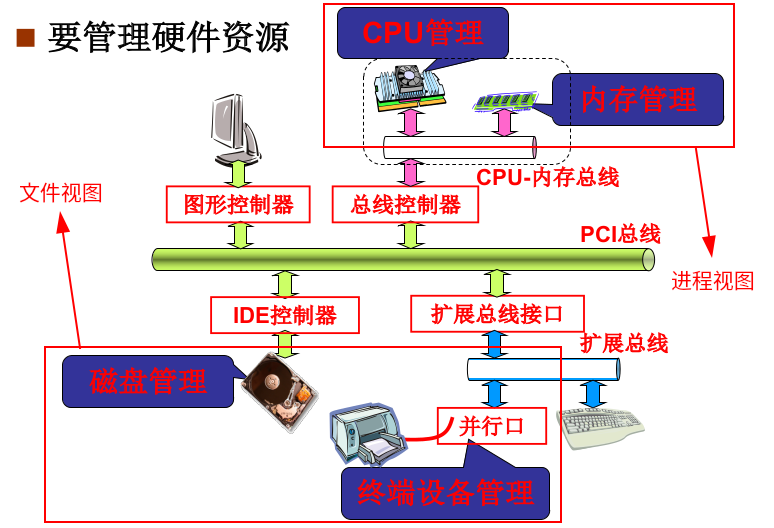 要管理硬件资源
CPU管理
内存管理
CPU-内存总线
文件视图
图形控制器
总线控制器
PCI总线
进程视图
IDE控制器
扩展总线接口
扩展总线
磁盘管理
并行口
终端设备管理